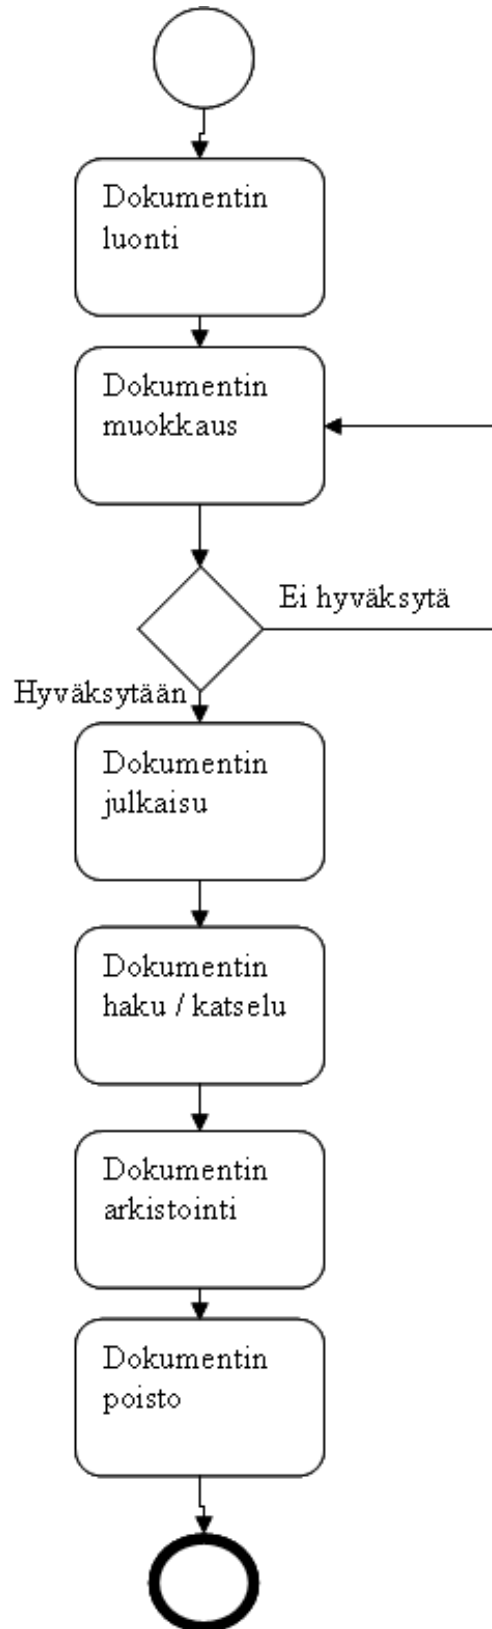 Dokumentin
luonti
Dokumentin
muokkaus
Ei hyväksytä
Hyväksytään
Dokumentin
julkaisu
Dokumentin
haku / katselu
Dokumentin
arkistointi
Dokumentin
poisto